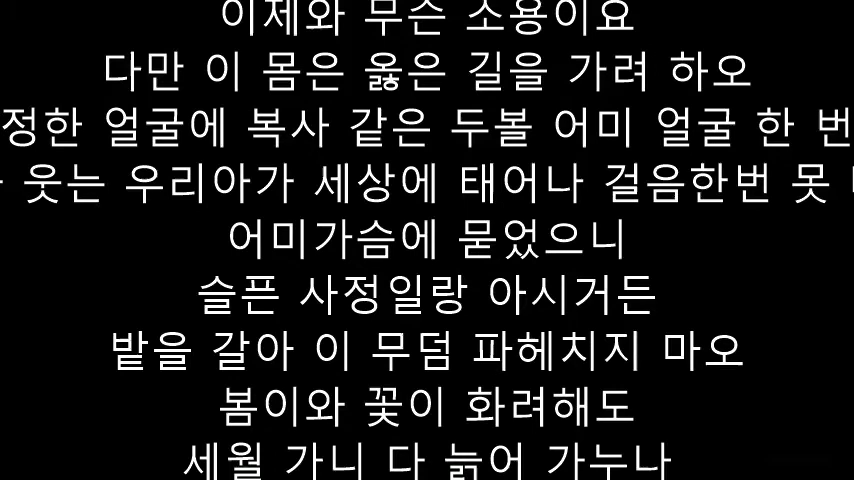 이제와 무슨 소용이요
다만 이 몸은 옳은 길을 가려 하오
정한 얼굴에 복사 같은 두볼 어미 얼굴 한 번
웃는 우리아가 세상에 태어나 걸음한번 못
어미가슴에 묻었으니
슬픈 사정일랑 아시거든
밭을 갈아 이 무덤 파헤치지 마오
봄이와 꽃이 화려해도
세월 가니 다 늙어 가누나